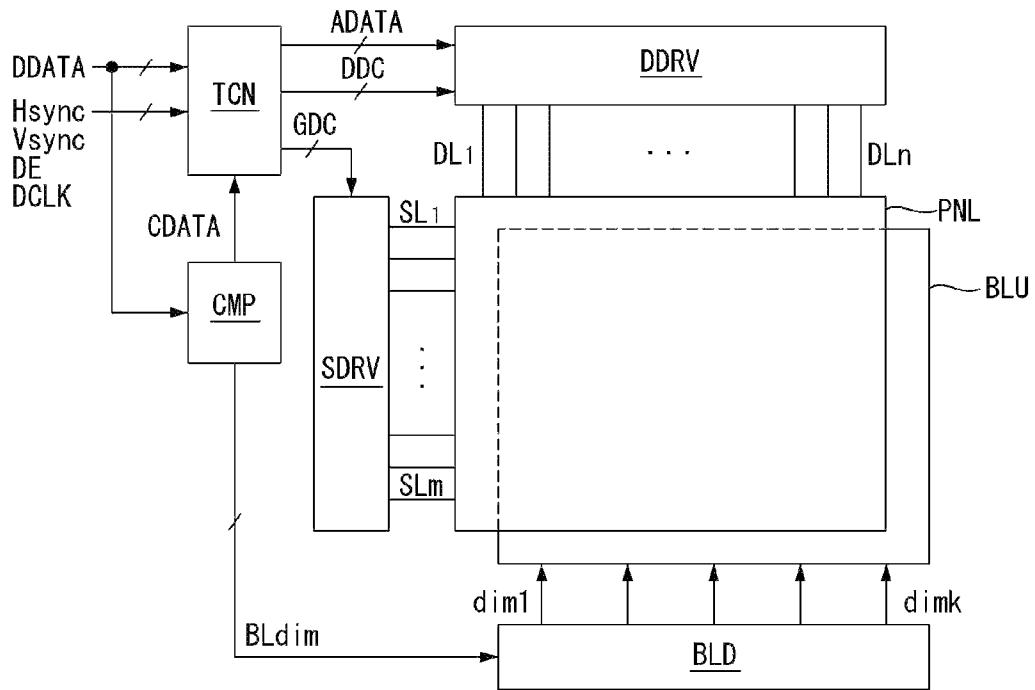 ADATA
DDATA
DDC
TCN
DDRV
Hsync
Vsync
DE
DCLK
GDC
DL1
...
DLn
CDATA
SL1
PNL
CMP
BLU
SDRV
SLm
dim1
dimk
BLdim
BLD